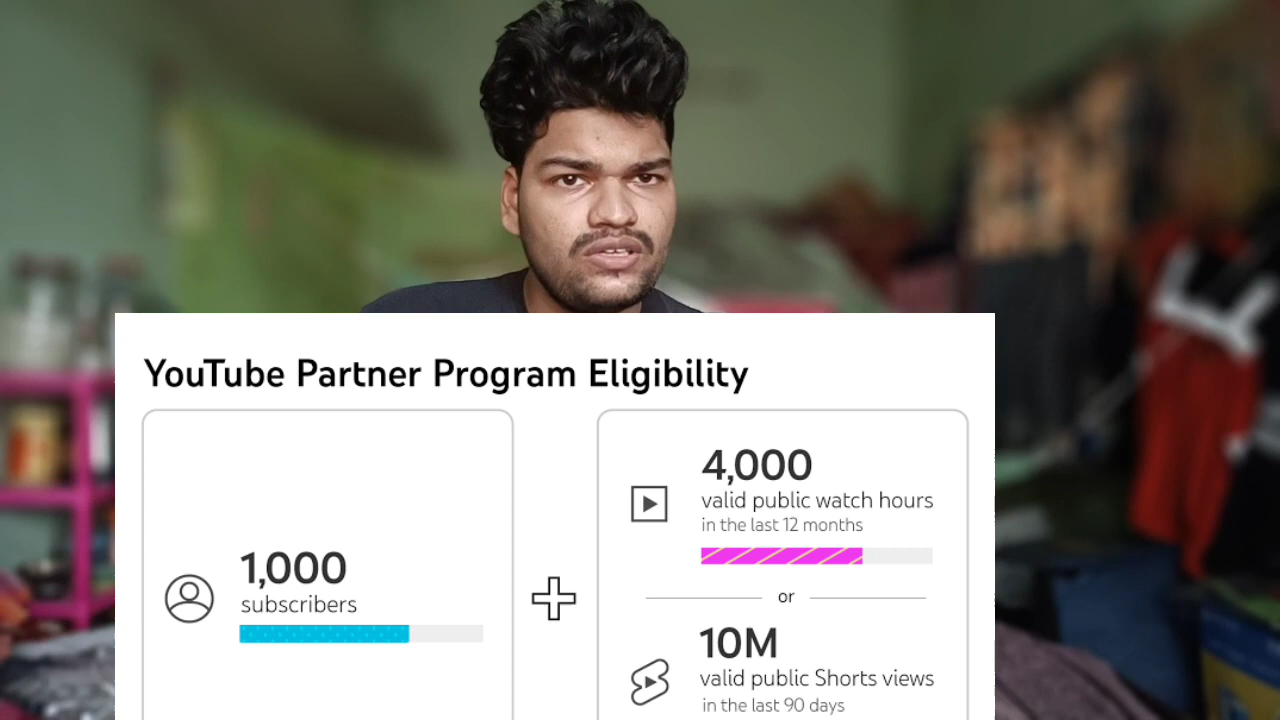 YouTube Partner Program Eligibility
1,000
subscribers
4,000
valid public watch hours
in the last 12 months
or
10M
valid public Shorts views
in the last 90 days